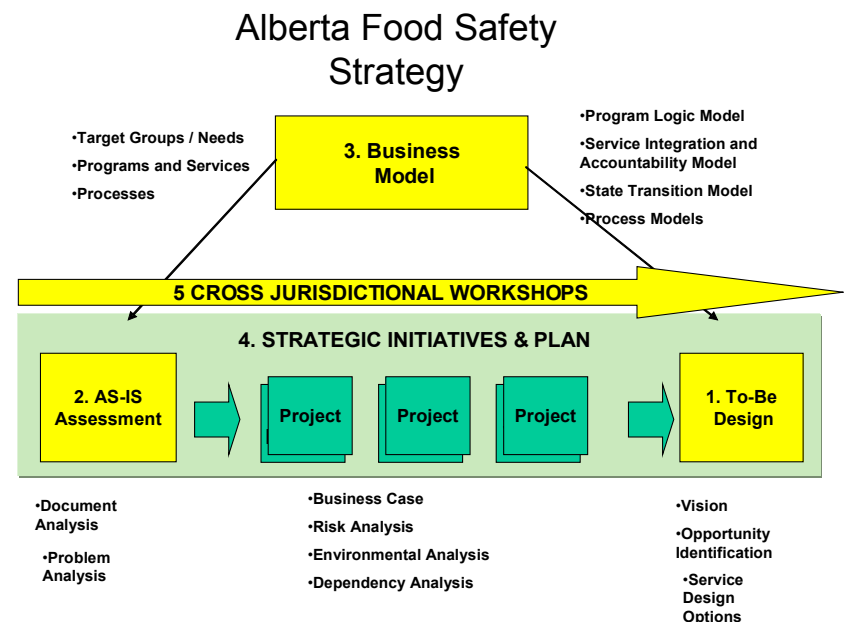 Alberta Food Safety
Strategy
•Target Groups / Needs
•Programs and Services
•Processes
3. Business
Model
•Program Logic Model
•Service Integration and
Accountability Model
•State Transition Model
•Process Models
5 CROSS JURISDICTIONAL WORKSHOPS
4. STRATEGIC INITIATIVES & PLAN
2. AS-IS
Assessment
Project
Project
Project
1. To-Be
Design
•Document
Analysis
•Problem
Analysis
•Business Case
•Risk Analysis
•Environmental Analysis
•Dependency Analysis
•Vision
•Opportunity
Identification
•Service
Design
Options